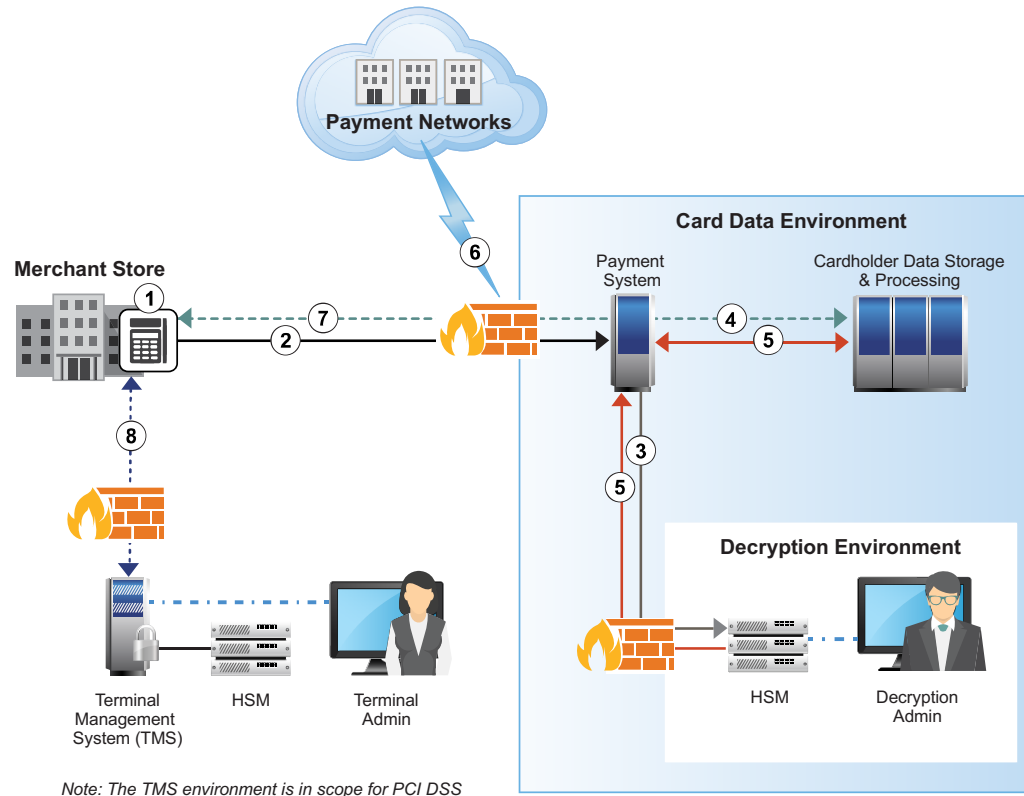 Payment Networks
6
Card Data Environment
Merchant Store
Payment
System
Cardholder Data Storage
& Processing
1
7
4
2
5
8
3
5
Decryption Environment
Terminal
Management
System (TMS)
HSM
Terminal
Admin
HSM
Decryption
Admin
Note: The TMS environment is in scope for PCI DSS